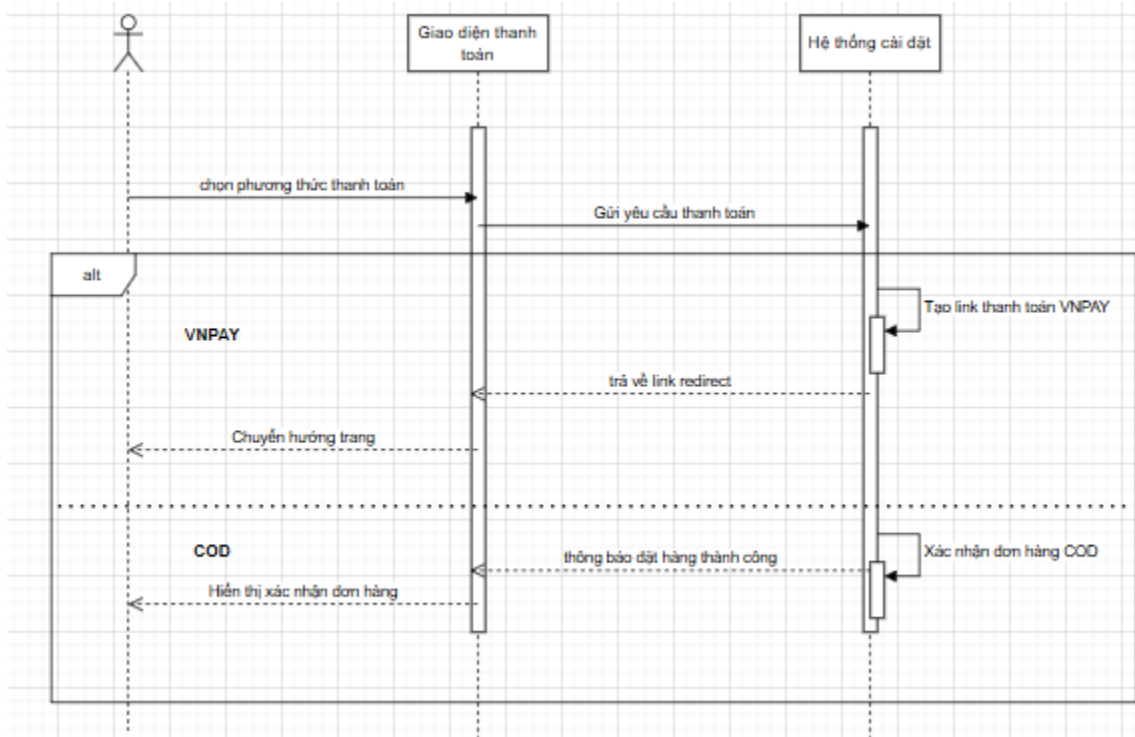 Giao diện thanh
toán
Hệ thống cài đặt
chọn phương thức thanh toán
Gửi yêu cầu thanh toán
alt
Tạo link thanh toán VNPAY
VNPAY
trả về link redirect
Chuyển hướng trang
COD
Xác nhận đơn hàng COD
thông báo đặt hàng thành công
Hiển thị xác nhận đơn hàng